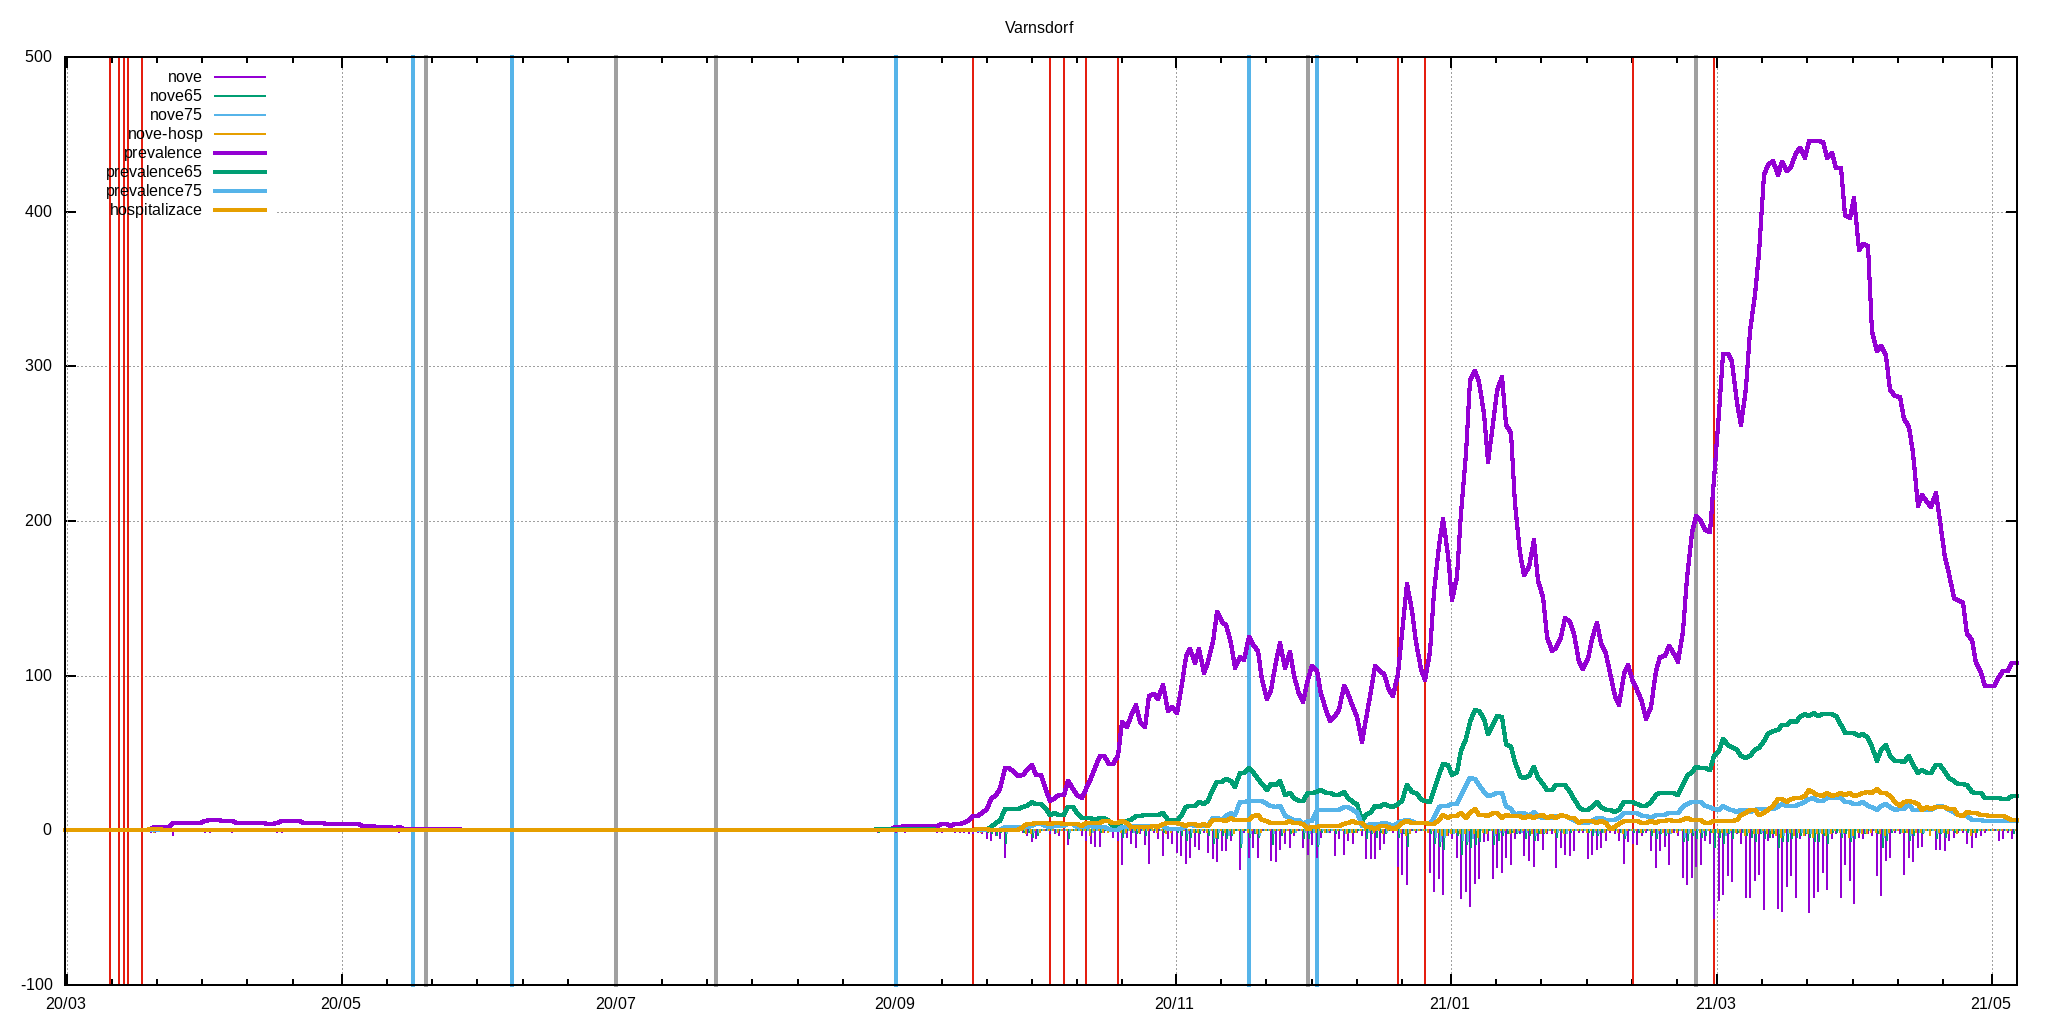 Varnsdorf
500
nove
nove65
nove75
nove-hosp
prevalence
prevalence65
prevalence75
hospitalizace
400
300
200
100
0
-100
20/03 20/05 20/07 20/09 20/11 21/01 21/03 21/05